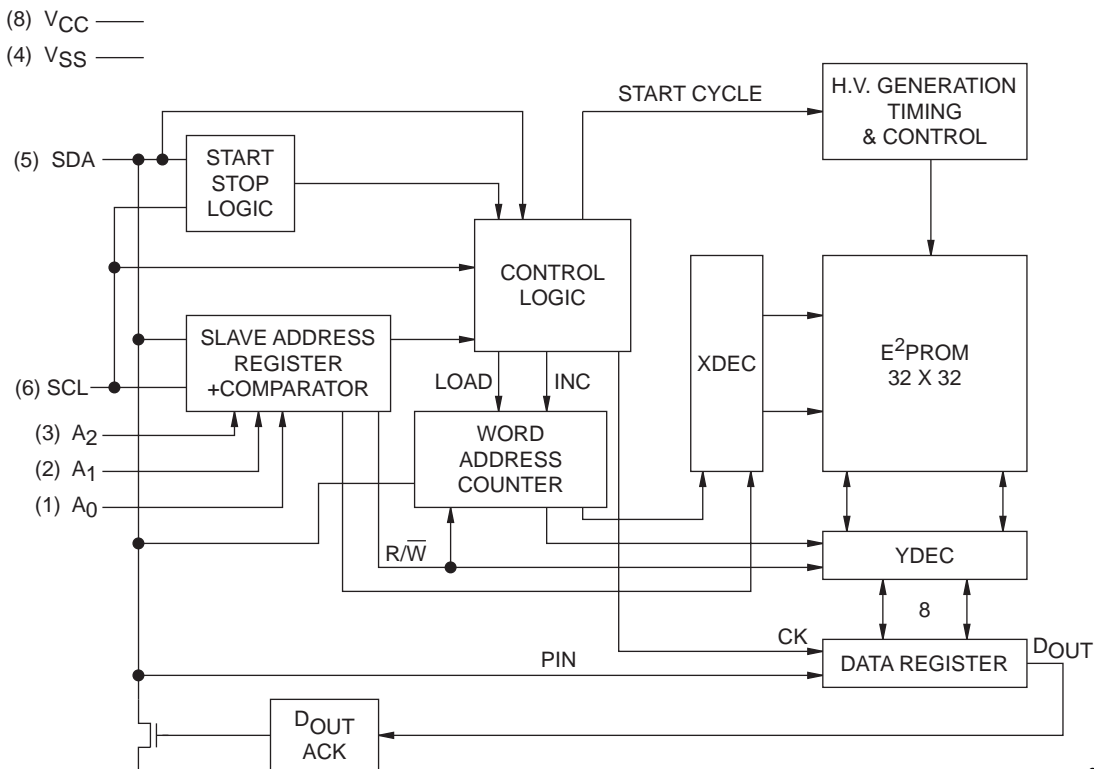 (8) VCC
(4) VSS
START CYCLE
H.V. GENERATION
TIMING
& CONTROL
(5) SDA
START
STOP
LOGIC
CONTROL
LOGIC
SLAVE ADDRESS
REGISTER
+COMPARATOR
XDEC
E²PROM
32 X 32
LOAD
INC
(6) SCL
(3) A2
(2) A1
(1) A0
WORD
ADDRESS
COUNTER
R/W̅
YDEC
8
CK
DOUT
PIN
DATA REGISTER
DOUT
ACK